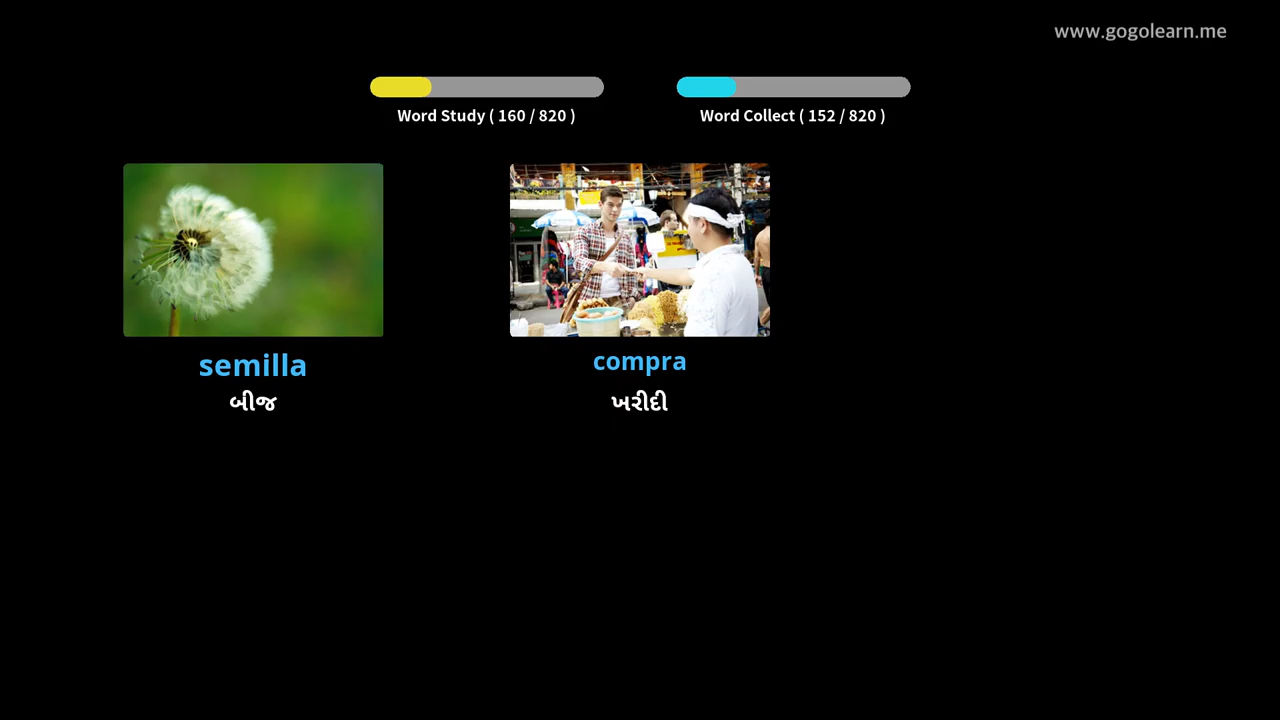 www.gogolearn.me
Word Study ( 160 / 820 )
Word Collect ( 152 / 820 )
semilla
બીજ
compra
ખરીદી